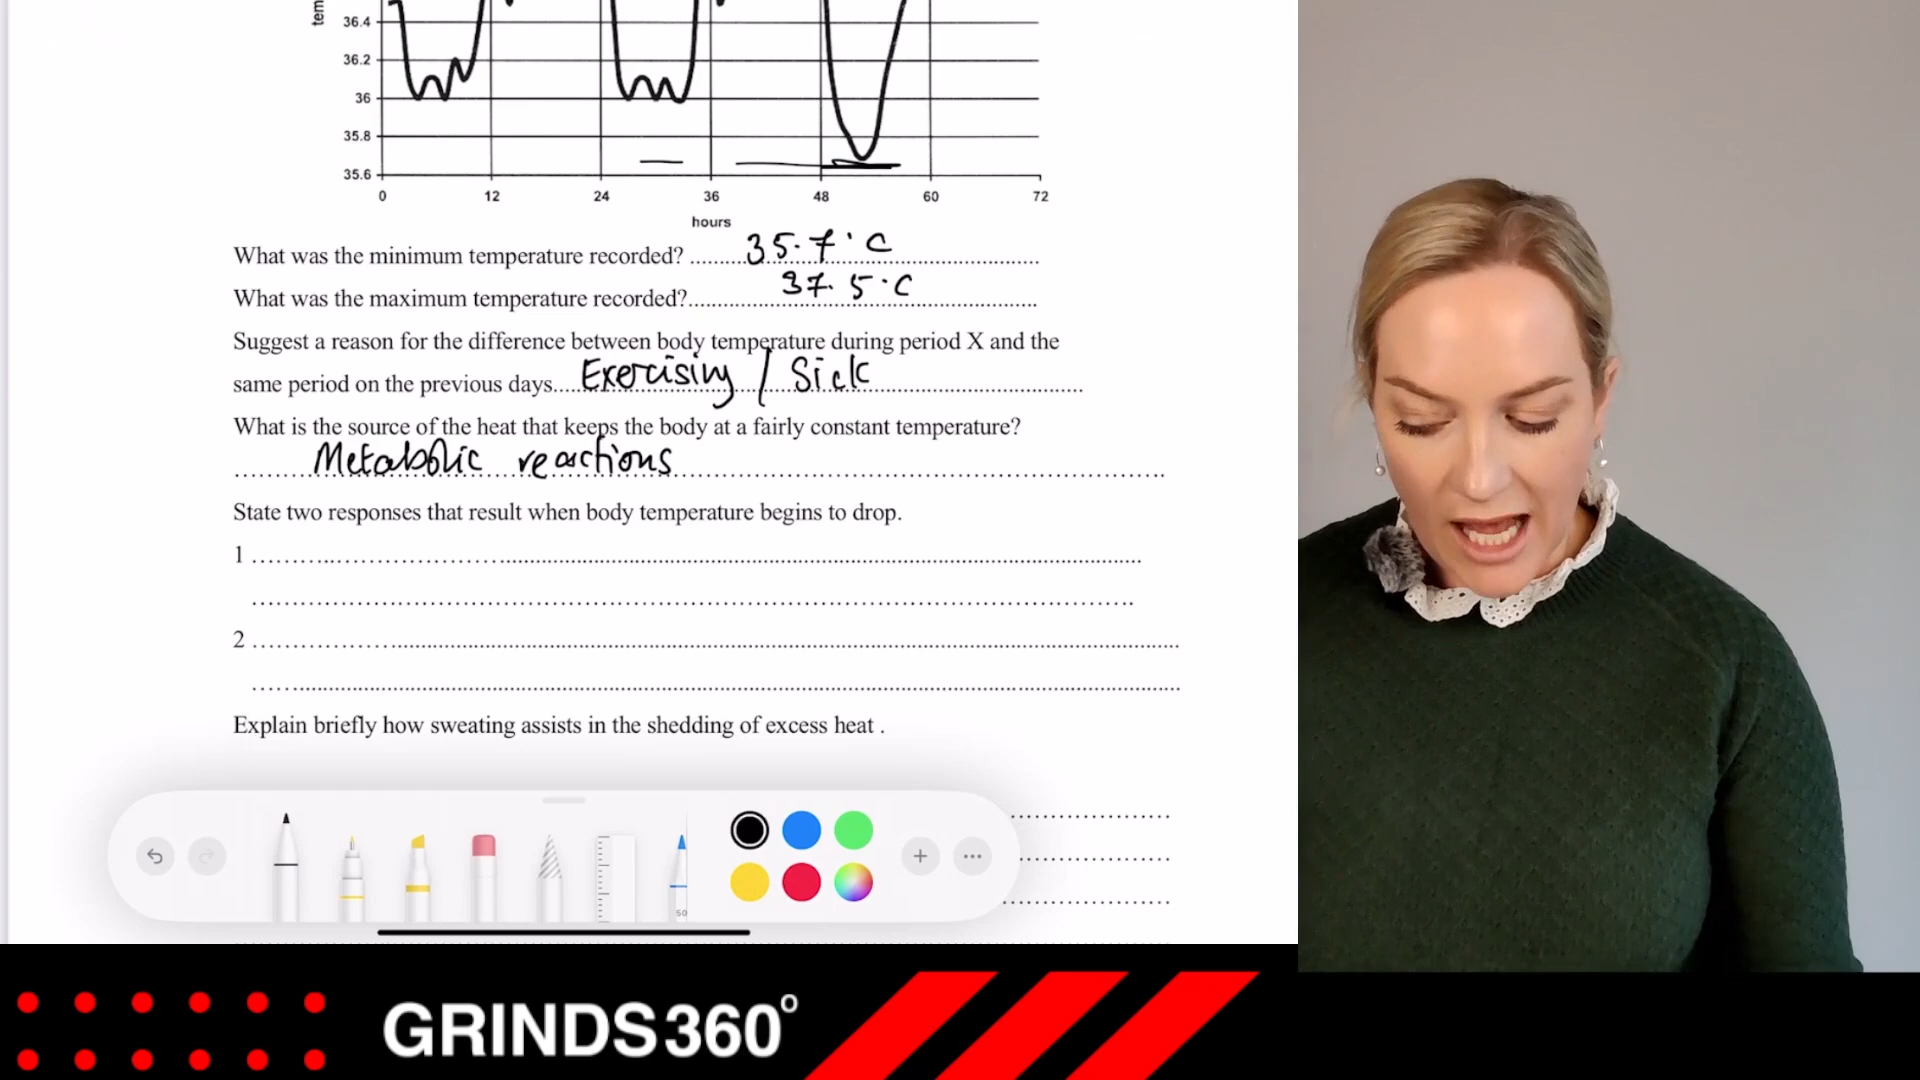 tem
36.4
36.2
36
35.8
35.6
0 12 24 36 48 60 72
hours
What was the minimum temperature recorded? 35.7°C
What was the maximum temperature recorded? 37.5°C
Suggest a reason for the difference between body temperature during period X and the
same period on the previous days. Exercising / Sick
What is the source of the heat that keeps the body at a fairly constant temperature?
Metabolic reactions
State two responses that result when body temperature begins to drop.
1
2
Explain briefly how sweating assists in the shedding of excess heat .
50
GRINDS360°